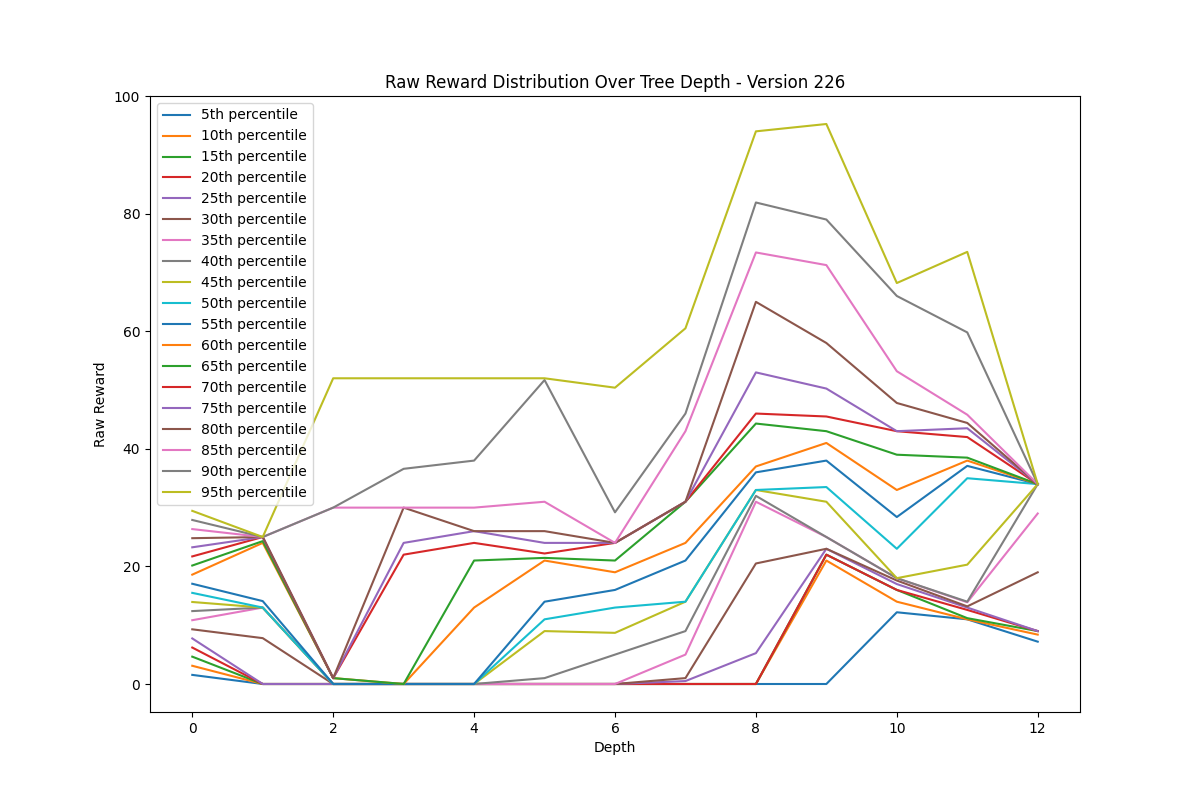 Raw Reward Distribution Over Tree Depth - Version 226
100
80
60
40
20
0
Raw Reward
5th percentile
10th percentile
15th percentile
20th percentile
25th percentile
30th percentile
35th percentile
40th percentile
45th percentile
50th percentile
55th percentile
60th percentile
65th percentile
70th percentile
75th percentile
80th percentile
85th percentile
90th percentile
95th percentile
0 2 4 6 8 10 12
Depth